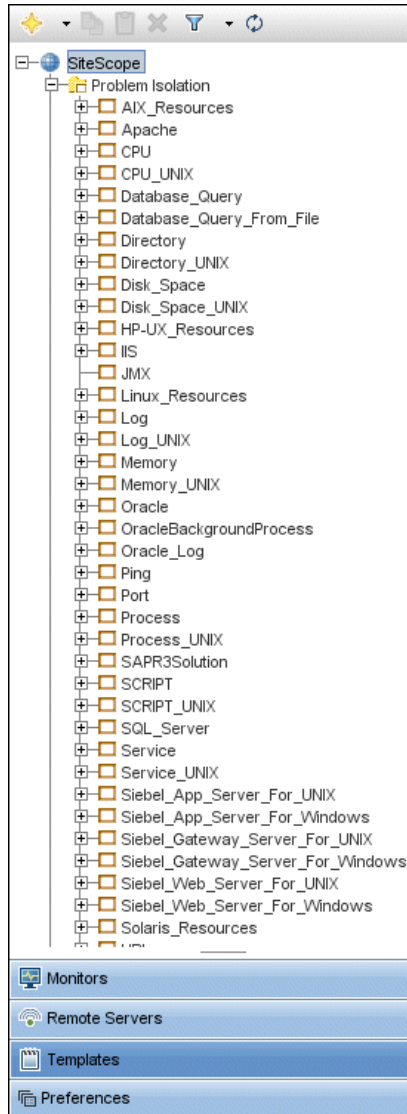 SiteScope
Problem Isolation
AIX_Resources
Apache
CPU
CPU_UNIX
Database_Query
Database_Query_From_File
Directory
Directory_UNIX
Disk_Space
Disk_Space_UNIX
HP-UX_Resources
IIS
JMX
Linux_Resources
Log
Log_UNIX
Memory
Memory_UNIX
Oracle
OracleBackgroundProcess
Oracle_Log
Ping
Port
Process
Process_UNIX
SAPR3Solution
SCRIPT
SCRIPT_UNIX
SQL_Server
Service
Service_UNIX
Siebel_App_Server_For_UNIX
Siebel_App_Server_For_Windows
Siebel_Gateway_Server_For_UNIX
Siebel_Gateway_Server_For_Windows
Siebel_Web_Server_For_UNIX
Siebel_Web_Server_For_Windows
Solaris_Resources
Monitors
Remote Servers
Templates
Preferences